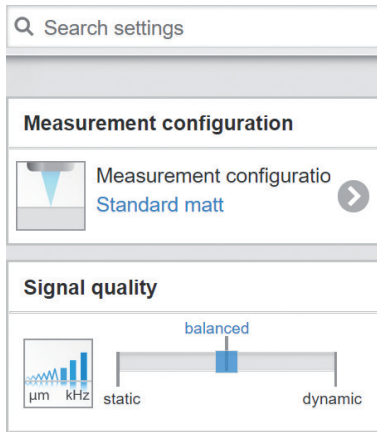 Search settings
Measurement configuration
Measurement configuratio
Standard matt
Signal quality
balanced
µm kHz
static
dynamic